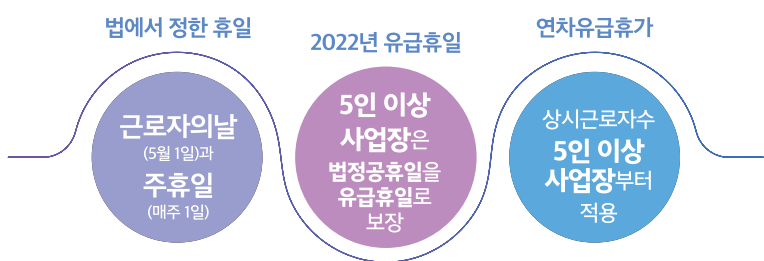 법에서 정한 휴일
근로자의날
(5월 1일)과
주휴일
(매주 1일)
2022년 유급휴일
5인 이상
사업장은
법정공휴일을
유급휴일로
보장
연차유급휴가
상시근로자수
5인 이상
사업장부터
적용